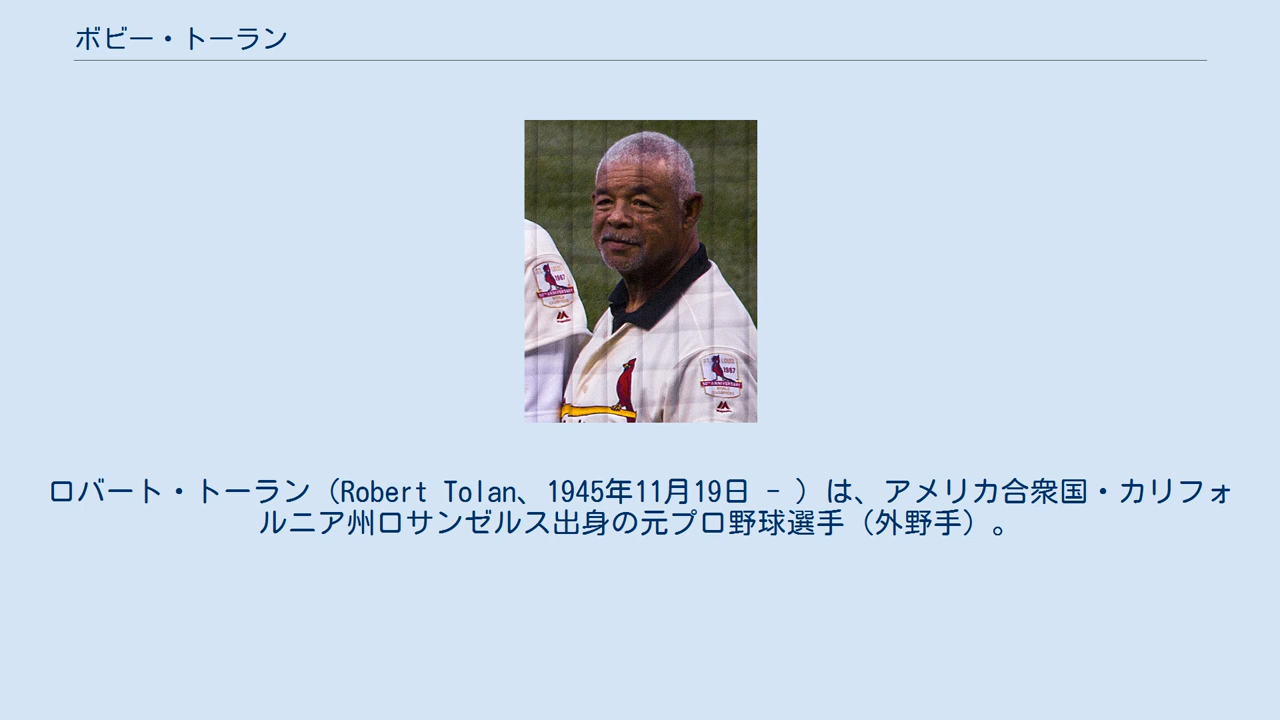 ボビー・トーラン
1967
1967
ロバート・トーラン（Robert Tolan、1945年11月19日 - ）は、アメリカ合衆国・カリフォ
ルニア州ロサンゼルス出身の元プロ野球選手（外野手）。